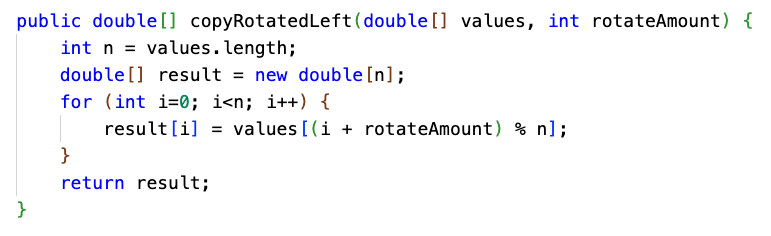 public double[] copyRotatedLeft(double[] values, int rotateAmount) {
    int n = values.length;
    double[] result = new double[n];
    for (int i=0; i<n; i++) {
        result[i] = values[(i + rotateAmount) % n];
    }
    return result;
}